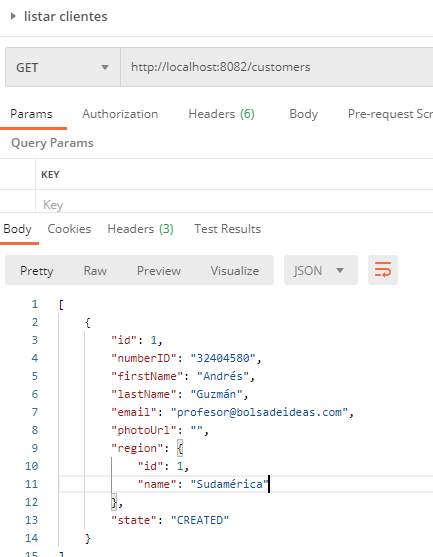 listar clientes
GET http://localhost:8082/customers
Params Authorization Headers (6) Body Pre-request Scr
Query Params
KEY
Key
Body Cookies Headers (3) Test Results
Pretty Raw Preview Visualize JSON
1 [
2 {
3 "id": 1,
4 "numberID": "32404580",
5 "firstName": "Andrés",
6 "lastName": "Guzmán",
7 "email": "profesor@bolsadeideas.com",
8 "photoUrl": "",
9 "region": {
10 "id": 1,
11 "name": "Sudamérica"
12 },
13 "state": "CREATED"
14 }
15 ]